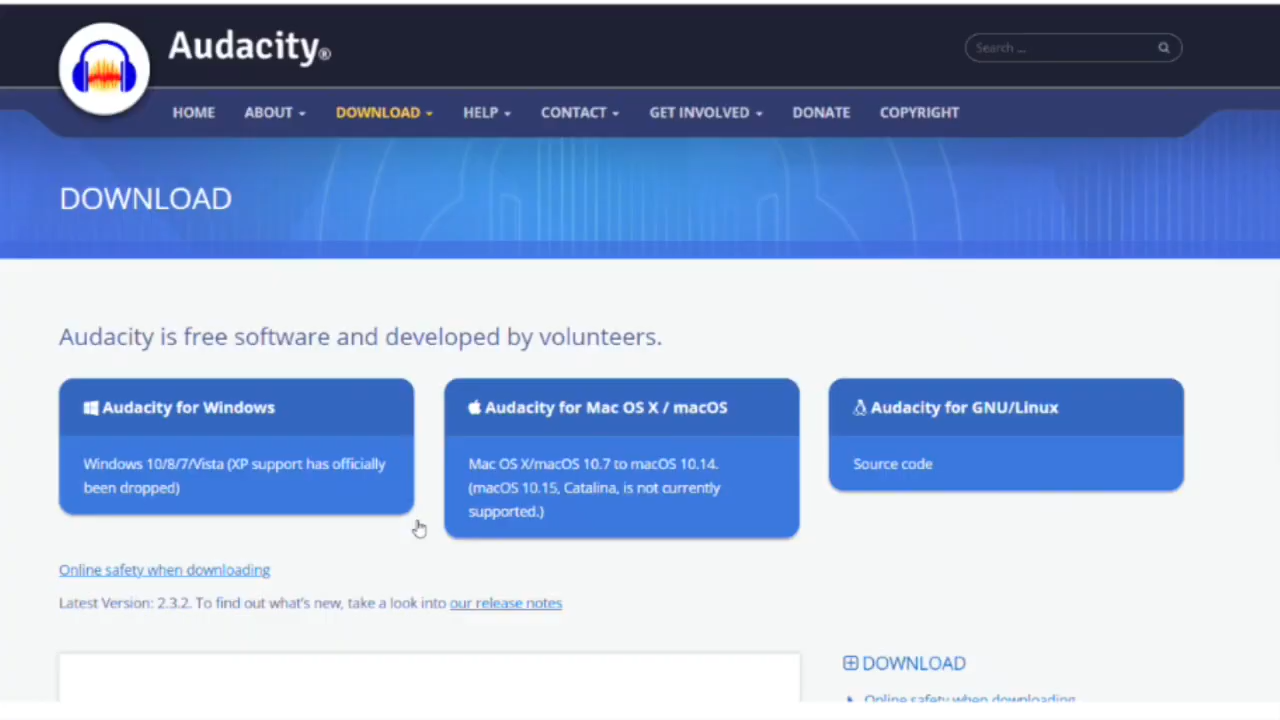 Audacity®
Search ...
HOME ABOUT DOWNLOAD HELP CONTACT GET INVOLVED DONATE COPYRIGHT
DOWNLOAD
Audacity is free software and developed by volunteers.
Audacity for Windows
Windows 10/8/7/Vista (XP support has officially
been dropped)
Audacity for Mac OS X / macOS
Mac OS X/macOS 10.7 to macOS 10.14.
(macOS 10.15, Catalina, is not currently
supported.)
Audacity for GNU/Linux
Source code
Online safety when downloading
Latest Version: 2.3.2. To find out what's new, take a look into our release notes
DOWNLOAD
Online safety when downloading